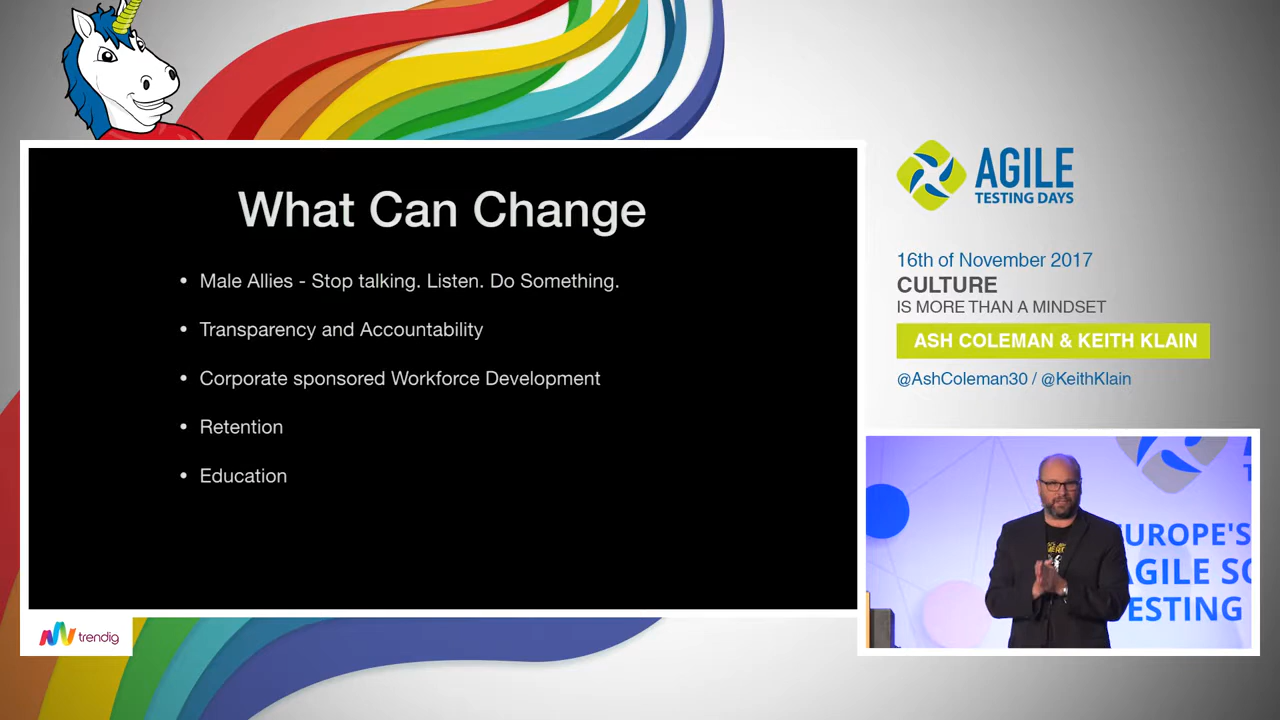 What Can Change
• Male Allies - Stop talking. Listen. Do Something.
• Transparency and Accountability
• Corporate sponsored Workforce Development
• Retention
• Education
AGILE
TESTING DAYS
16th of November 2017
CULTURE
IS MORE THAN A MINDSET
ASH COLEMAN & KEITH KLAIN
@AshColeman30 / @KeithKlain
EUROPE'S
AGILE SO
TESTING
trendig